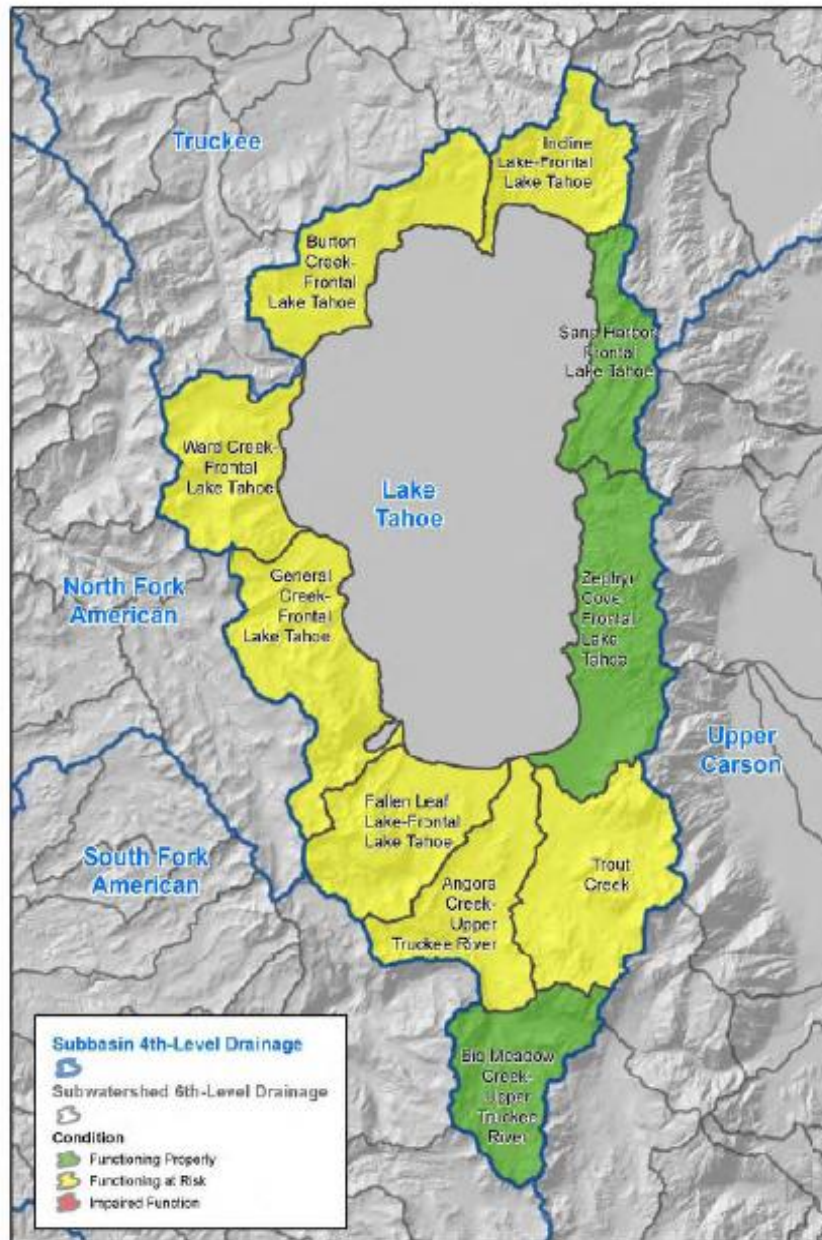 Truckee
Incline
Lake-Frontal
Lake Tahoe
Burton
Creek-
Frontal
Lake Tahoe
Sand Harbor
Frontal
Lake Tahoe
Ward Creek-
Frontal
Lake Tahoe
Lake
Tahoe
North Fork
American
General
Creek-
Frontal
Lake Tahoe
Zephyr
Cove
Frontal
Lake
Tahoe
Upper
Carson
Fallen Leaf
Lake-Frontal
Lake Tahoe
South Fork
American
Angora
Creek-
Upper
Truckee River
Trout
Creek
Big Meadow
Creek-
Upper
Truckee
River
Subbasin 4th-Level Drainage
Subwatershed 6th-Level Drainage
Condition
Functioning Property
Functioning at Risk
Impaired Function